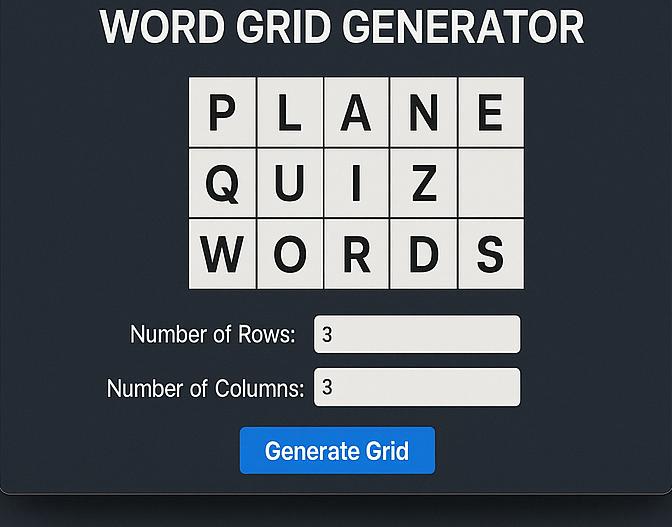 WORD GRID GENERATOR
P L A N E
Q U I Z
W O R D S
Number of Rows: 3
Number of Columns: 3
Generate Grid